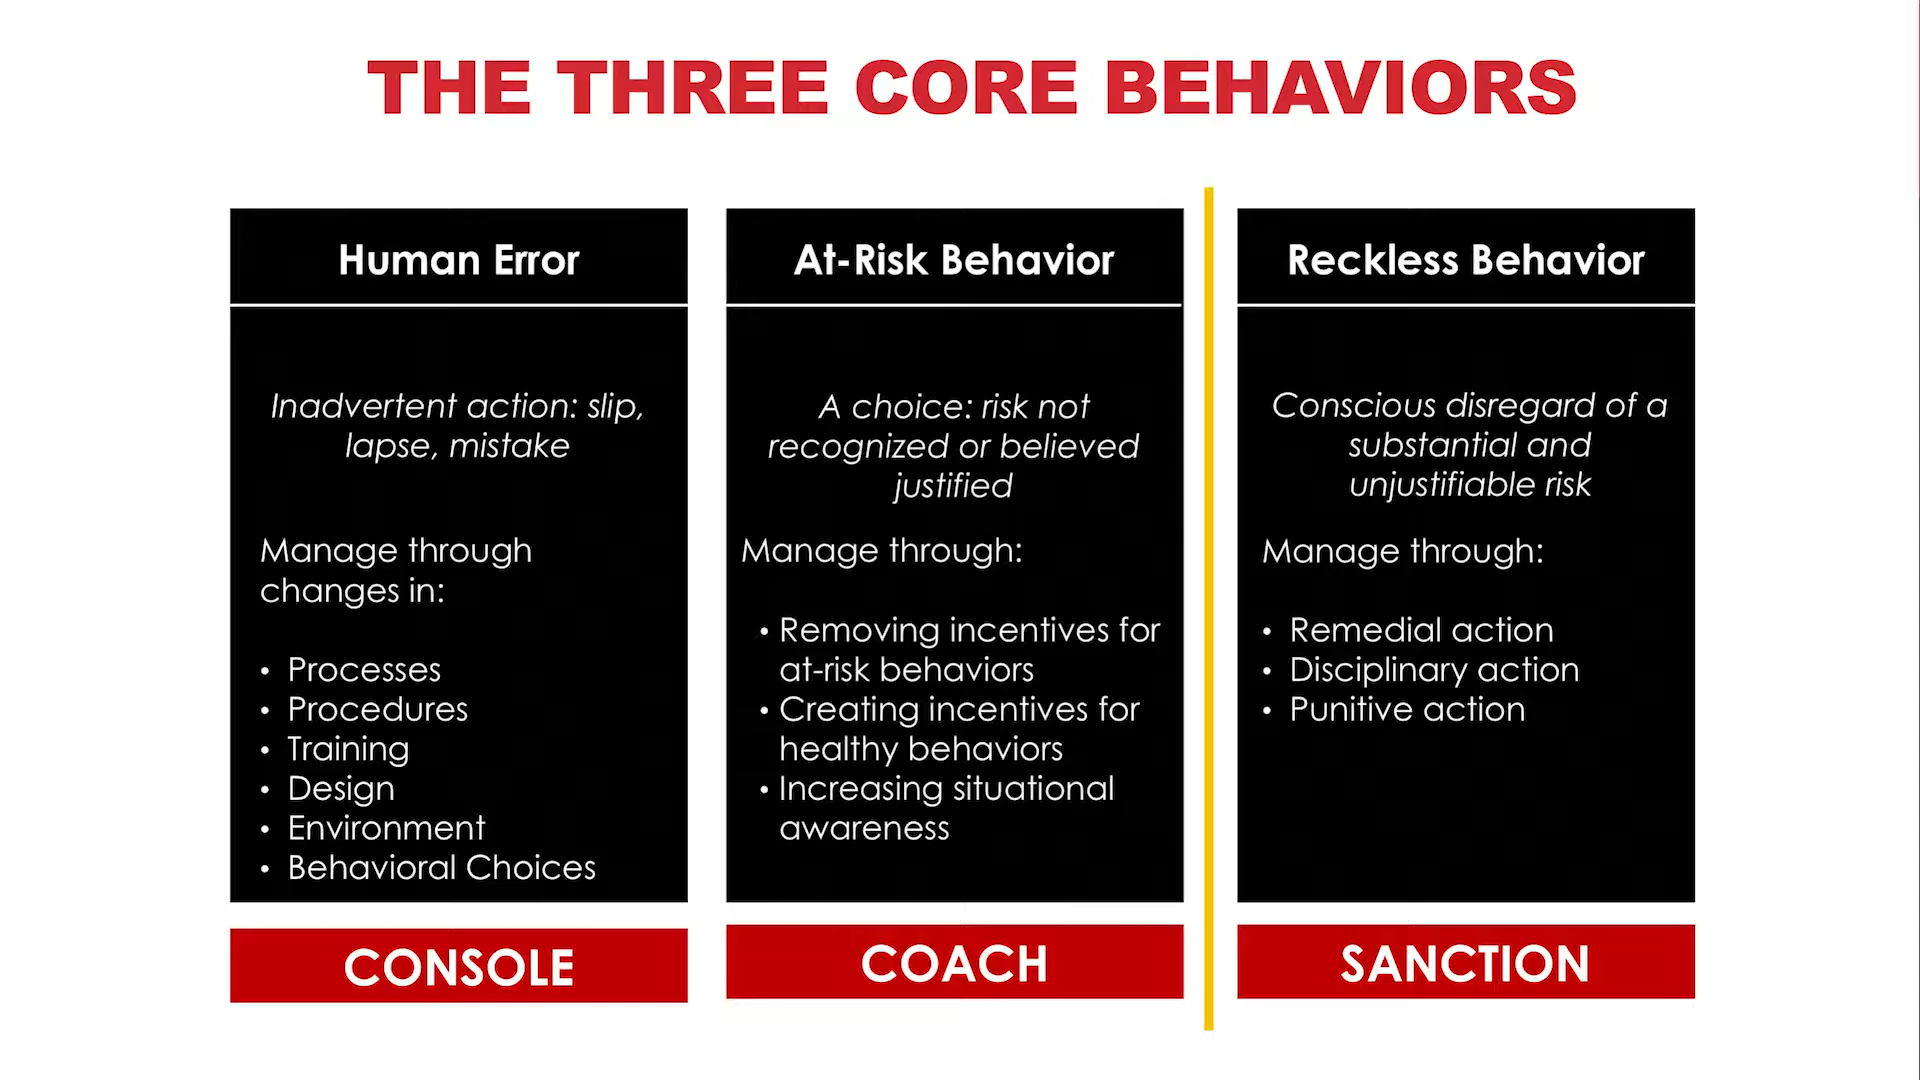 THE THREE CORE BEHAVIORS
Human Error
Inadvertent action: slip,
lapse, mistake
Manage through
changes in:
• Processes
• Procedures
• Training
• Design
• Environment
• Behavioral Choices
CONSOLE
At-Risk Behavior
A choice: risk not
recognized or believed
justified
Manage through:
• Removing incentives for
at-risk behaviors
• Creating incentives for
healthy behaviors
• Increasing situational
awareness
COACH
Reckless Behavior
Conscious disregard of a
substantial and
unjustifiable risk
Manage through:
• Remedial action
• Disciplinary action
• Punitive action
SANCTION